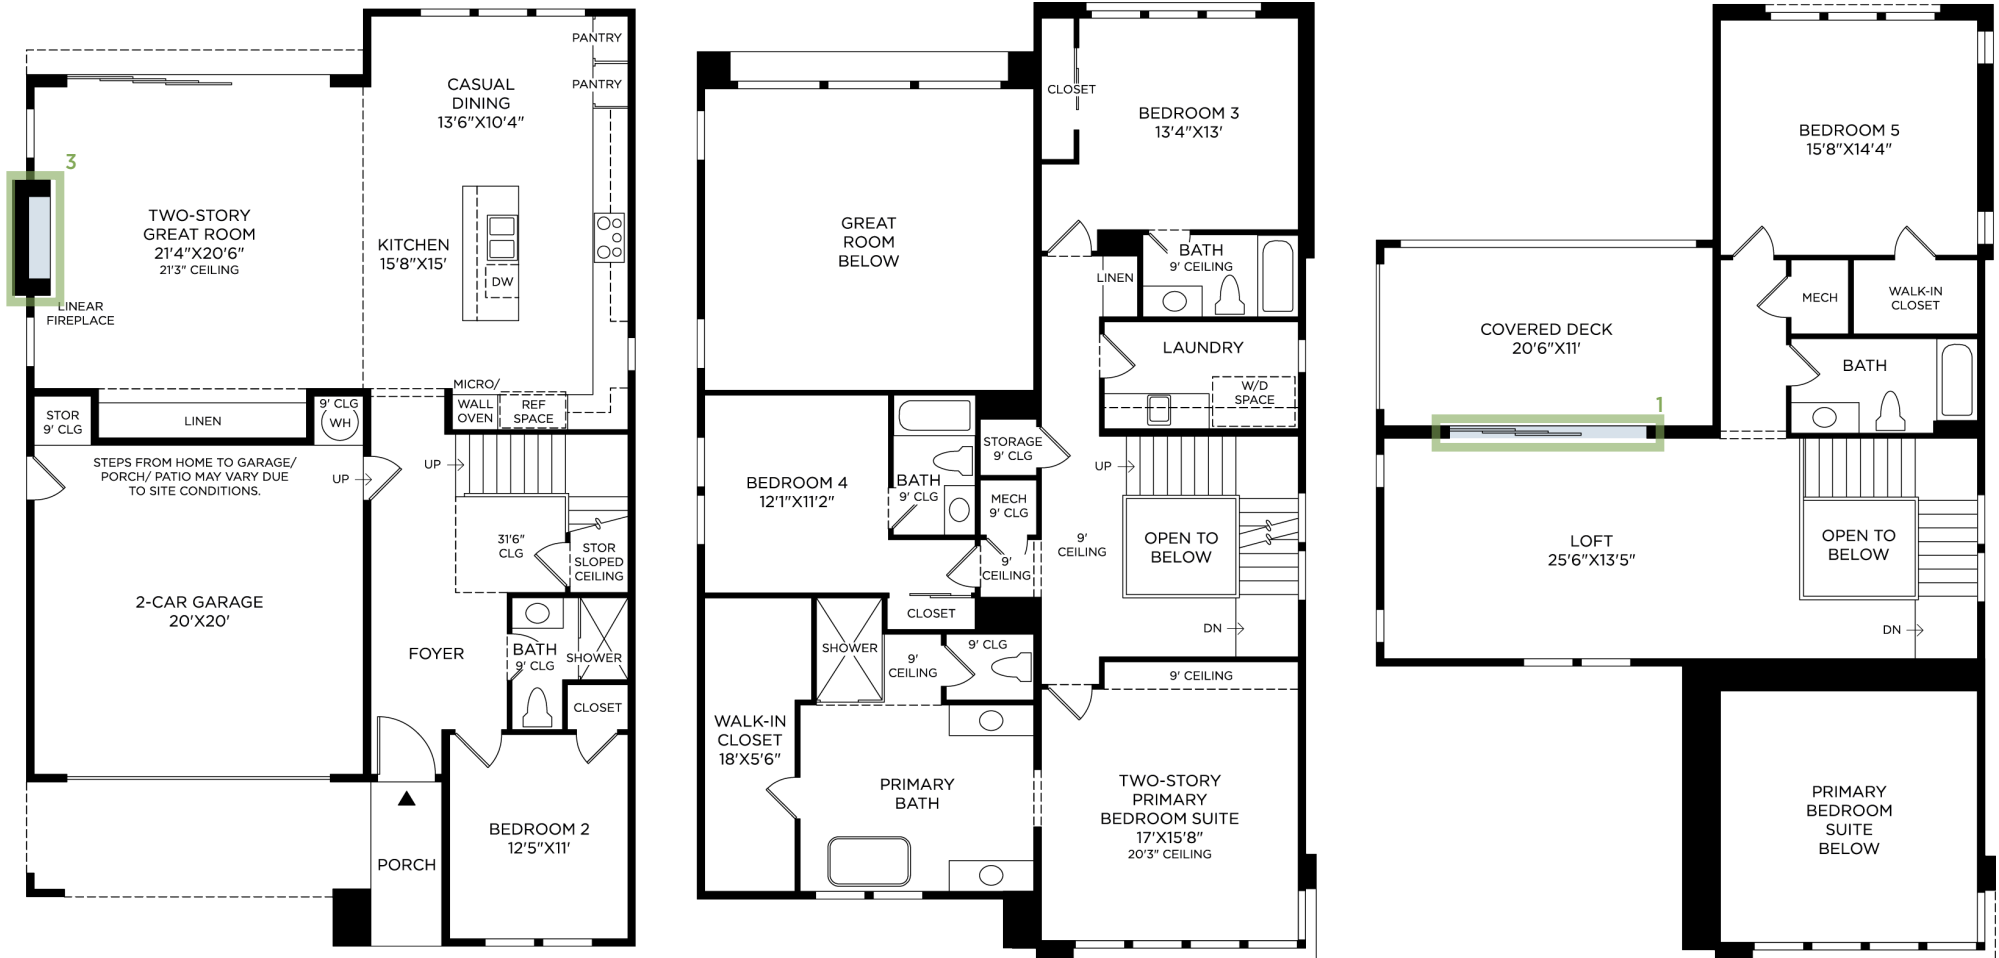 PANTRY
CASUAL
DINING
13'6"X10'4"
PANTRY
3
TWO-STORY
GREAT ROOM
21'4"X20'6"
21'3" CEILING
KITCHEN
15'8"X15'
DW
LINEAR
FIREPLACE
MICRO/
WALL
OVEN
REF
SPACE
STOR
9' CLG
LINEN
9' CLG
WH
STEPS FROM HOME TO GARAGE/
PORCH/ PATIO MAY VARY DUE
TO SITE CONDITIONS.
UP
UP
31'6"
CLG
STOR
SLOPED
CEILING
2-CAR GARAGE
20'X20'
FOYER
BATH
9' CLG
SHOWER
CLOSET
BEDROOM 2
12'5"X11'
PORCH
CLOSET
BEDROOM 3
13'4"X13'
GREAT
ROOM
BELOW
BATH
9' CEILING
LINEN
LAUNDRY
W/D
SPACE
STORAGE
9' CLG
UP
BEDROOM 4
12'1"X11'2"
BATH
9' CLG
MECH
9' CLG
9'
CEILING
9'
CEILING
OPEN TO
BELOW
CLOSET
DN
SHOWER
9'
CEILING
9' CLG
9' CEILING
WALK-IN
CLOSET
18'X5'6"
PRIMARY
BATH
TWO-STORY
PRIMARY
BEDROOM SUITE
17'X15'8"
20'3" CEILING
BEDROOM 5
15'8"X14'4"
MECH
WALK-IN
CLOSET
COVERED DECK
20'6"X11'
BATH
1
LOFT
25'6"X13'5"
OPEN TO
BELOW
DN
PRIMARY
BEDROOM
SUITE
BELOW